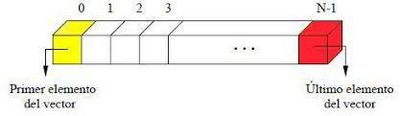 0 1 2 3 N-1
...
Primer elemento
del vector
Último elemento
del vector